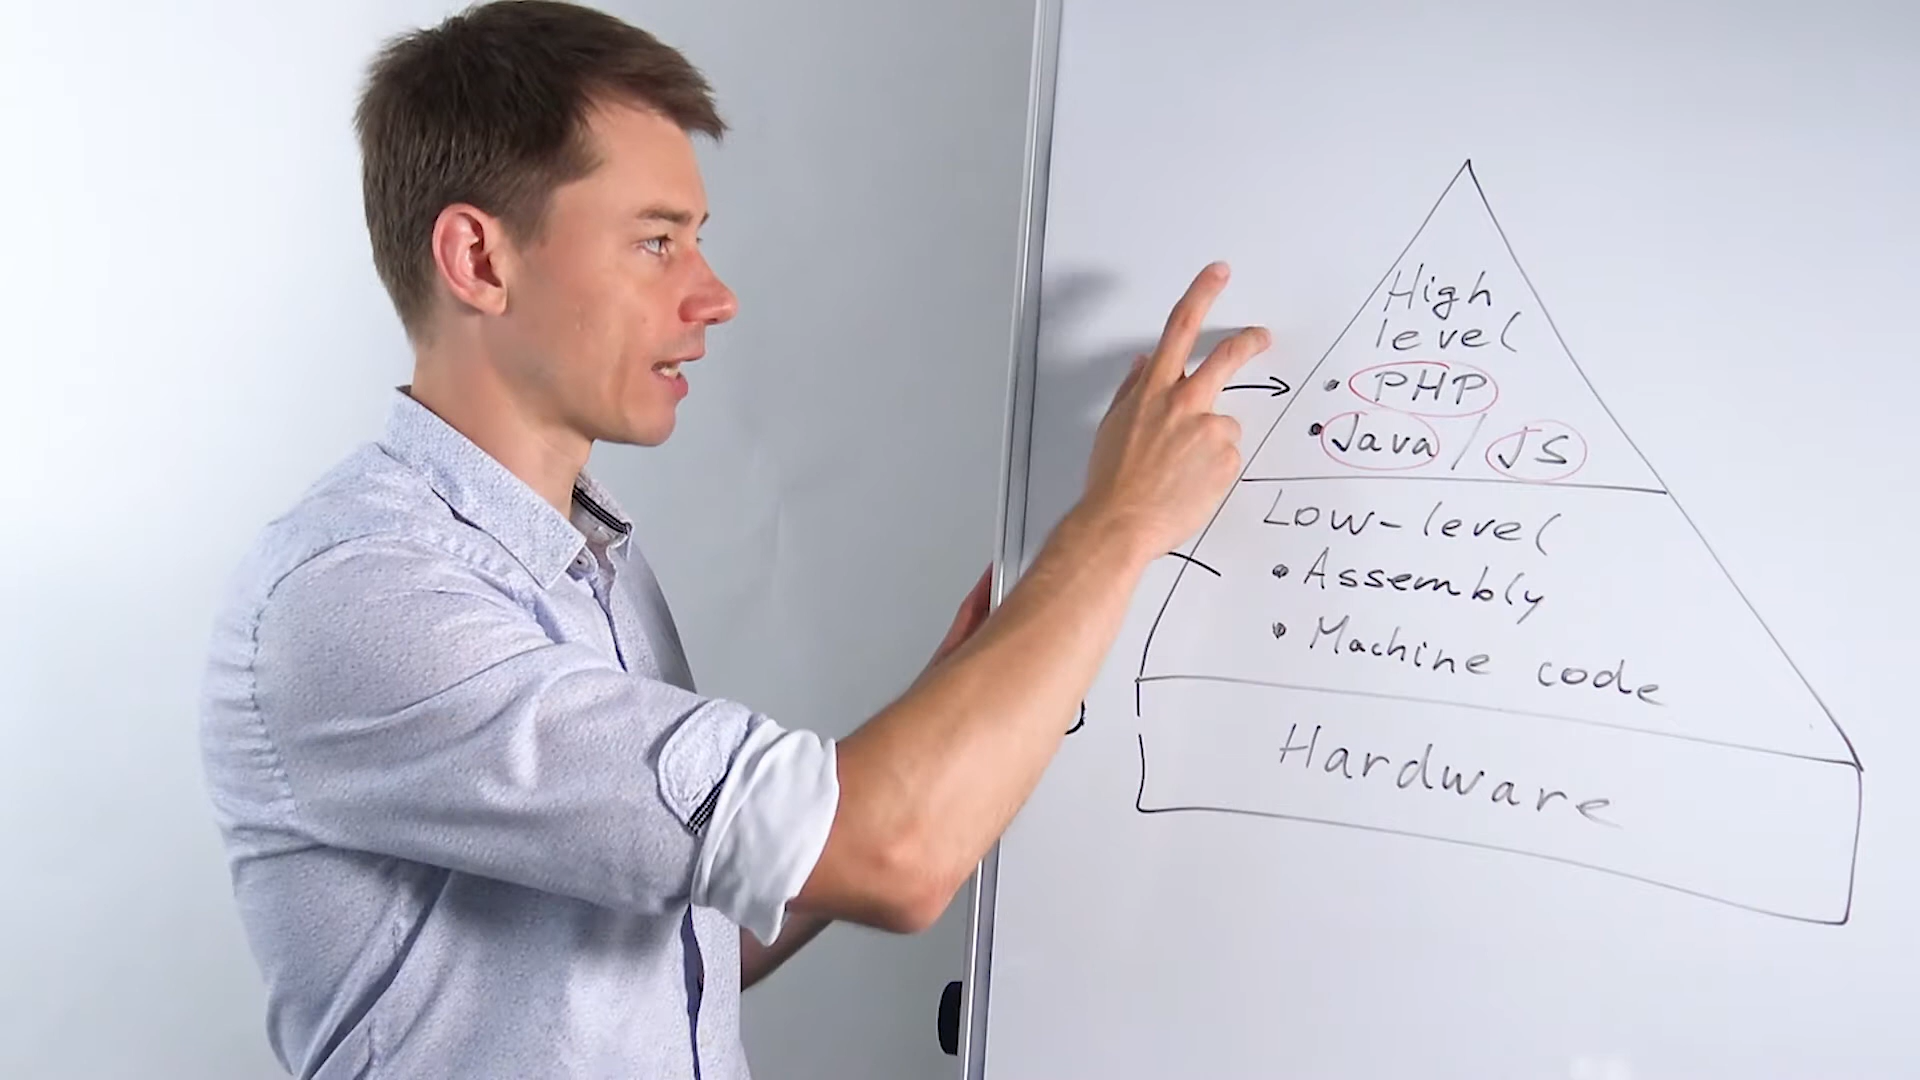 High
level
• PHP
• Java / JS
Low-level
• Assembly
• Machine code
Hardware